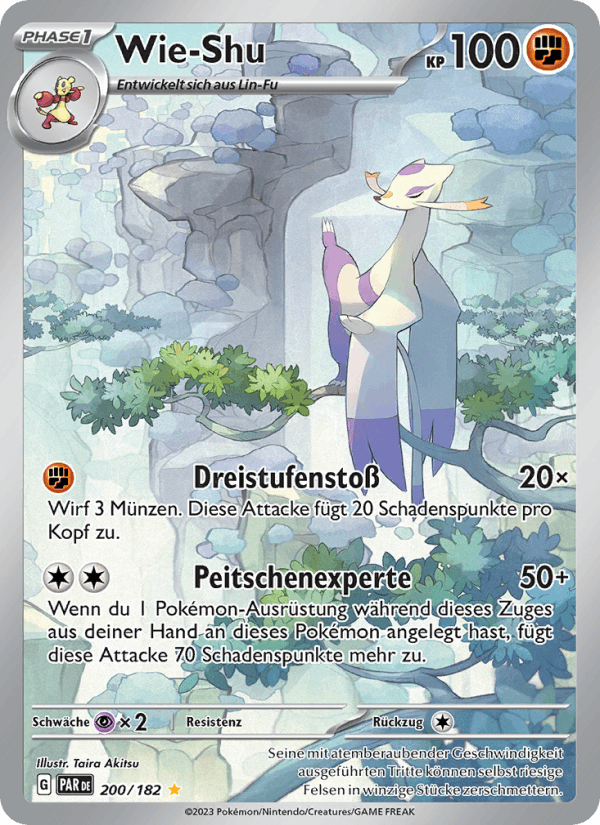 PHASE 1
Wie-Shu
KP 100
Entwickelt sich aus Lin-Fu
Dreistufenstoß 20×
Wirf 3 Münzen. Diese Attacke fügt 20 Schadenspunkte pro
Kopf zu.
Peitschenexperte 50+
Wenn du 1 Pokémon-Ausrüstung während dieses Zuges
aus deiner Hand an dieses Pokémon angelegt hast, fügt
diese Attacke 70 Schadenspunkte mehr zu.
Schwäche ×2 Resistenz Rückzug
Illustr. Taira Akitsu
G PAR DE 200/182
Seine mit atemberaubender Geschwindigkeit
ausgeführten Tritte können selbst riesige
Felsen in winzige Stücke zerschmettern.
©2023 Pokémon/Nintendo/Creatures/GAME FREAK